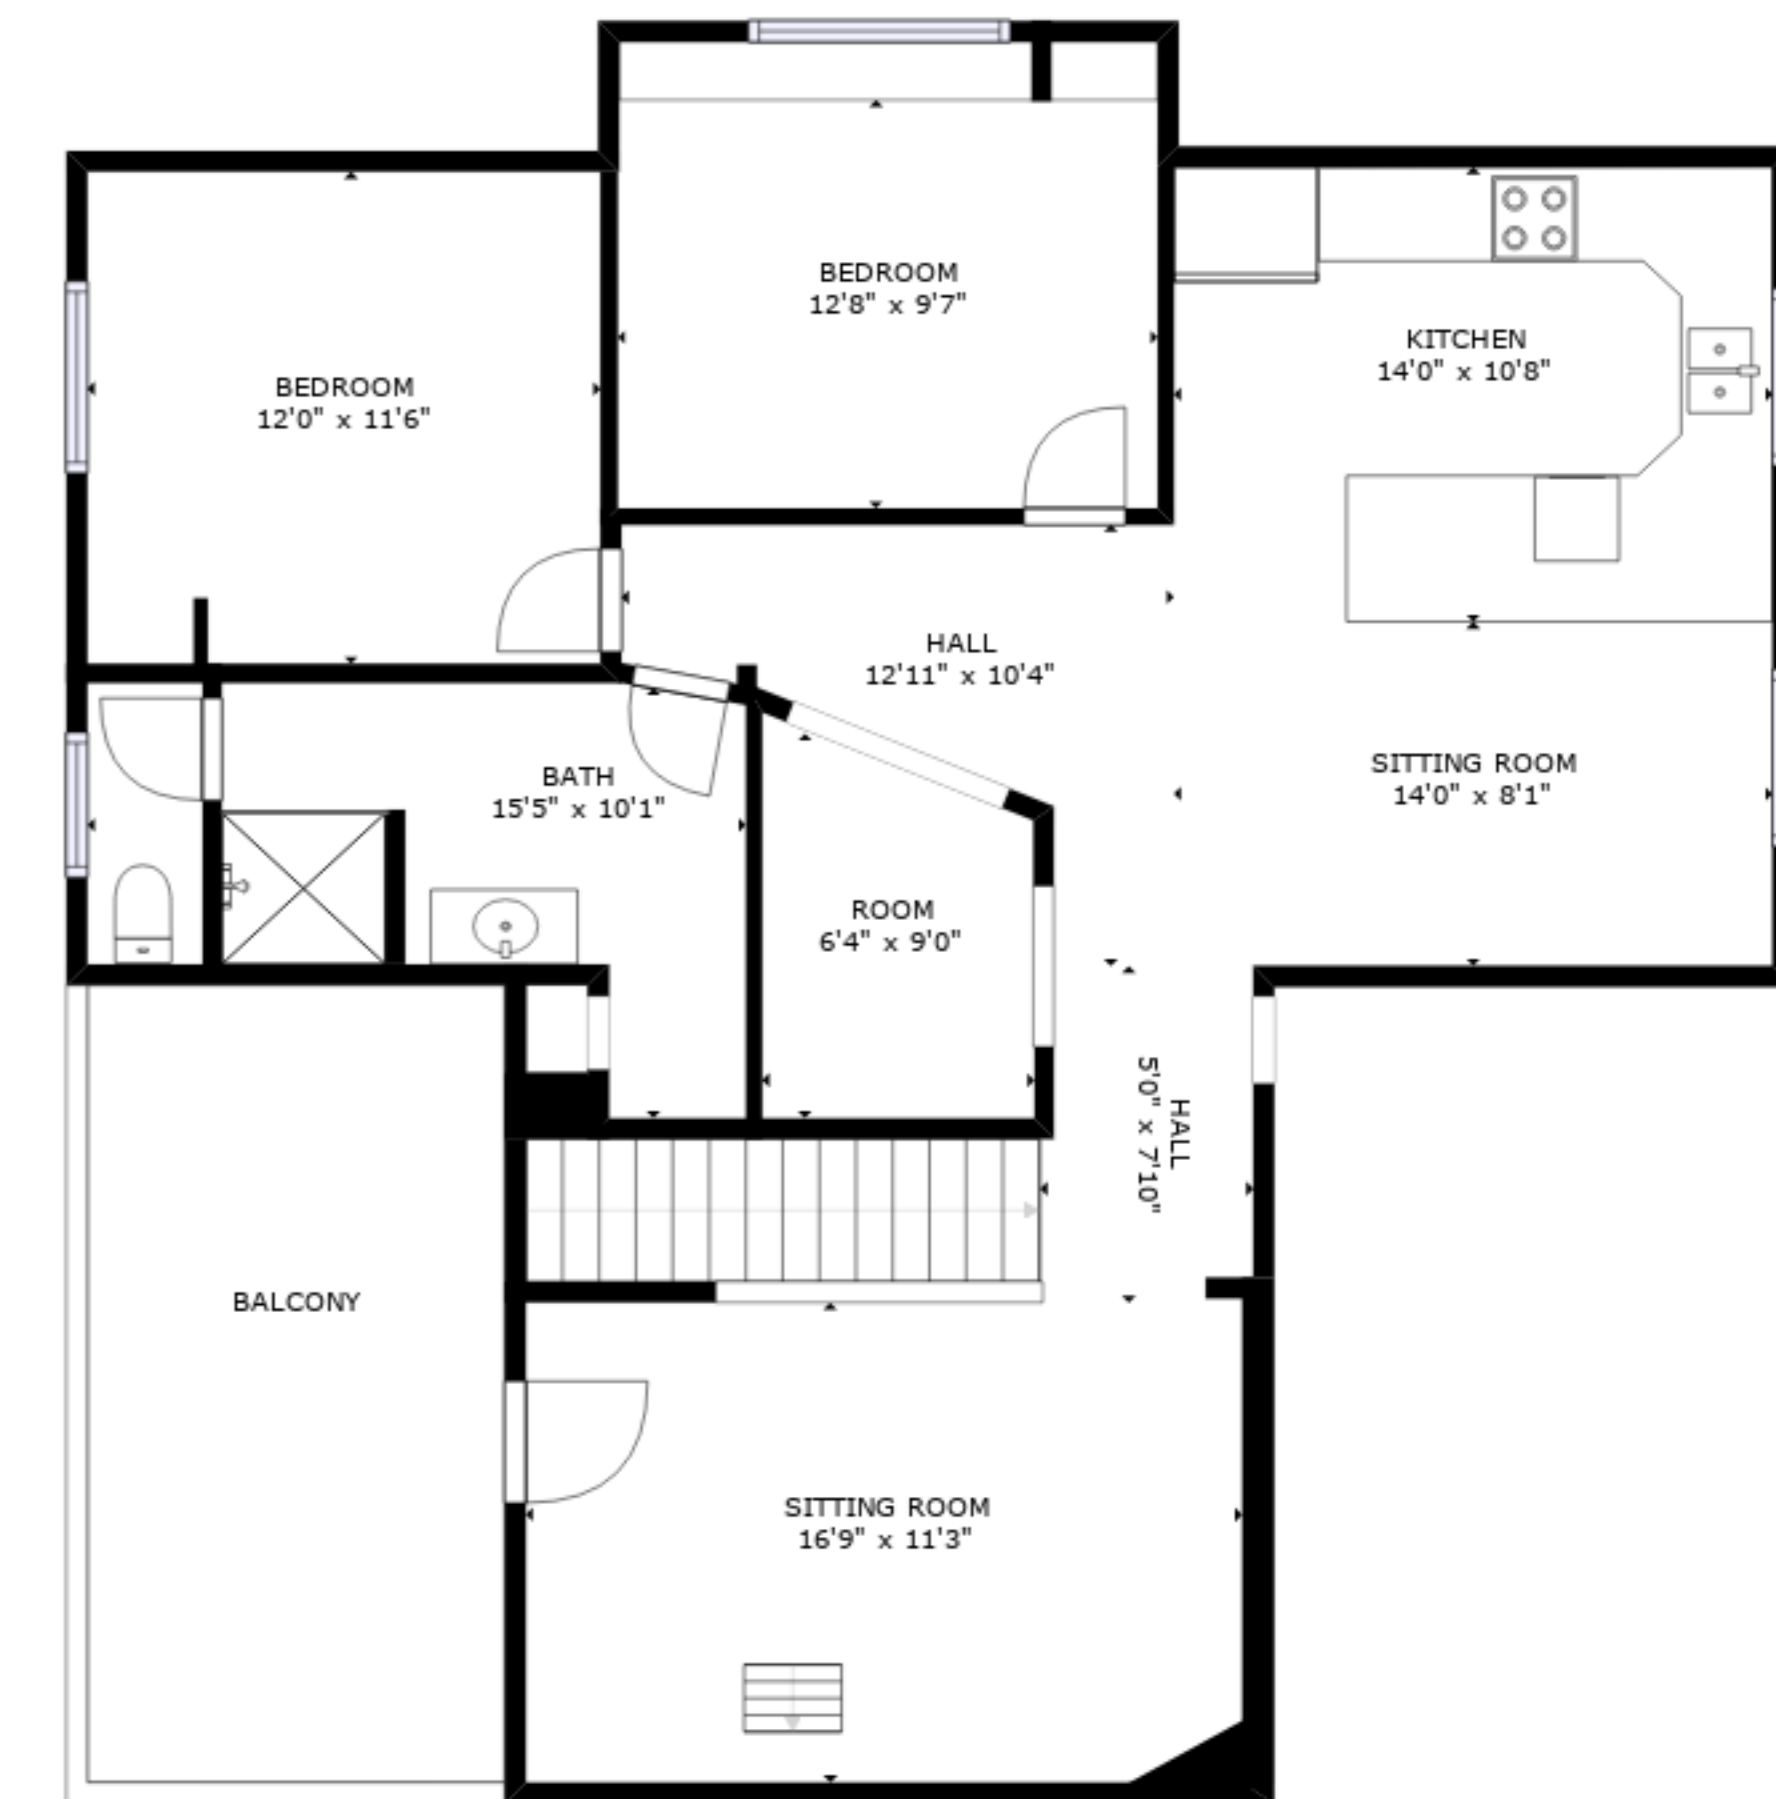 BEDROOM
12'8" x 9'7"
KITCHEN
14'0" x 10'8"
BEDROOM
12'0" x 11'6"
HALL
12'11" x 10'4"
SITTING ROOM
14'0" x 8'1"
BATH
15'5" x 10'1"
ROOM
6'4" x 9'0"
HALL
5'0" x 7'10"
BALCONY
SITTING ROOM
16'9" x 11'3"